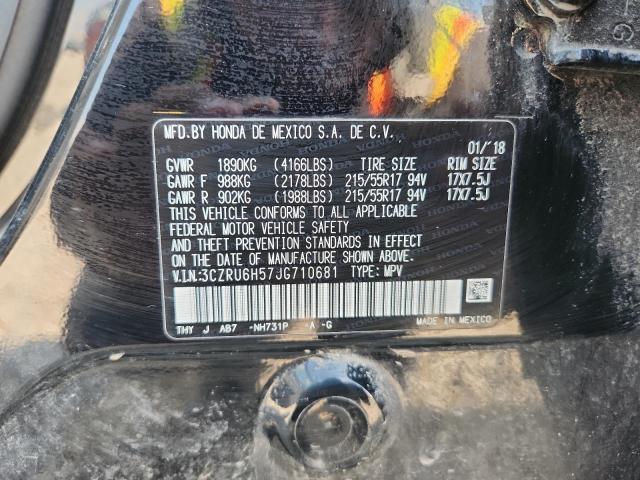 MFD.BY HONDA DE MEXICO S.A. DE C.V. 01/'18
GVWR 1890KG (4166LBS) TIRE SIZE RIM SIZE
GAWR F 988KG (2178LBS) 215/55R17 94V 17X7.5J
GAWR R 902KG (1988LBS) 215/55R17 94V 17X7.5J
THIS VEHICLE CONFORMS TO ALL APPLICABLE
FEDERAL MOTOR VEHICLE SAFETY
AND THEFT PREVENTION STANDARDS IN EFFECT
ON THE DATE OF MANUFACTURE SHOWN ABOVE.
V.I.N:3CZRU6H57JG710681 TYPE: MPV
THY J AB7 -NH731P -A -G MADE IN MEXICO